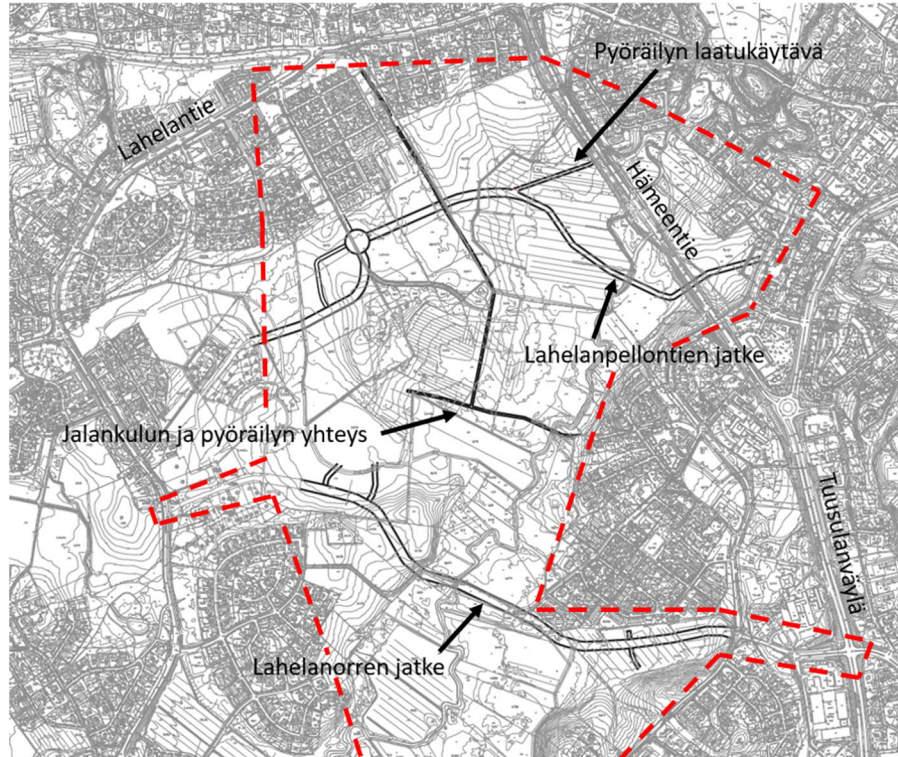 Pyöräilyn laatukäytävä
Lahelantie
Hämeentie
Lahelanpellontien jatke
Jalankulun ja pyöräilyn yhteys
Tuusulanväylä
Lahelanorren jatke